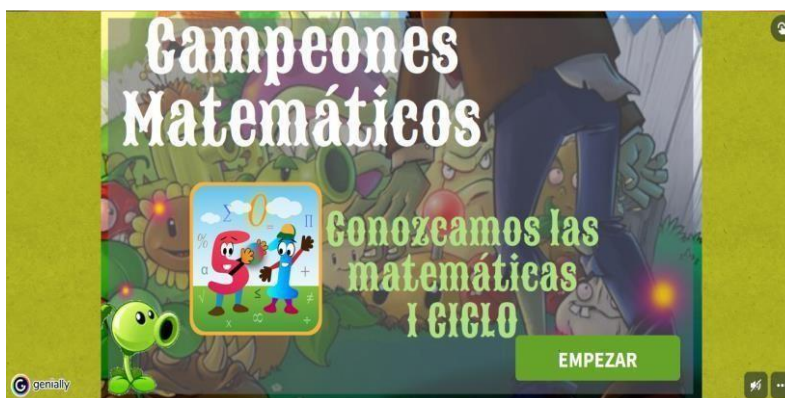 Campeones
Matemáticos
Conozcamos las
matemáticas
I CICLO
EMPEZAR
genially